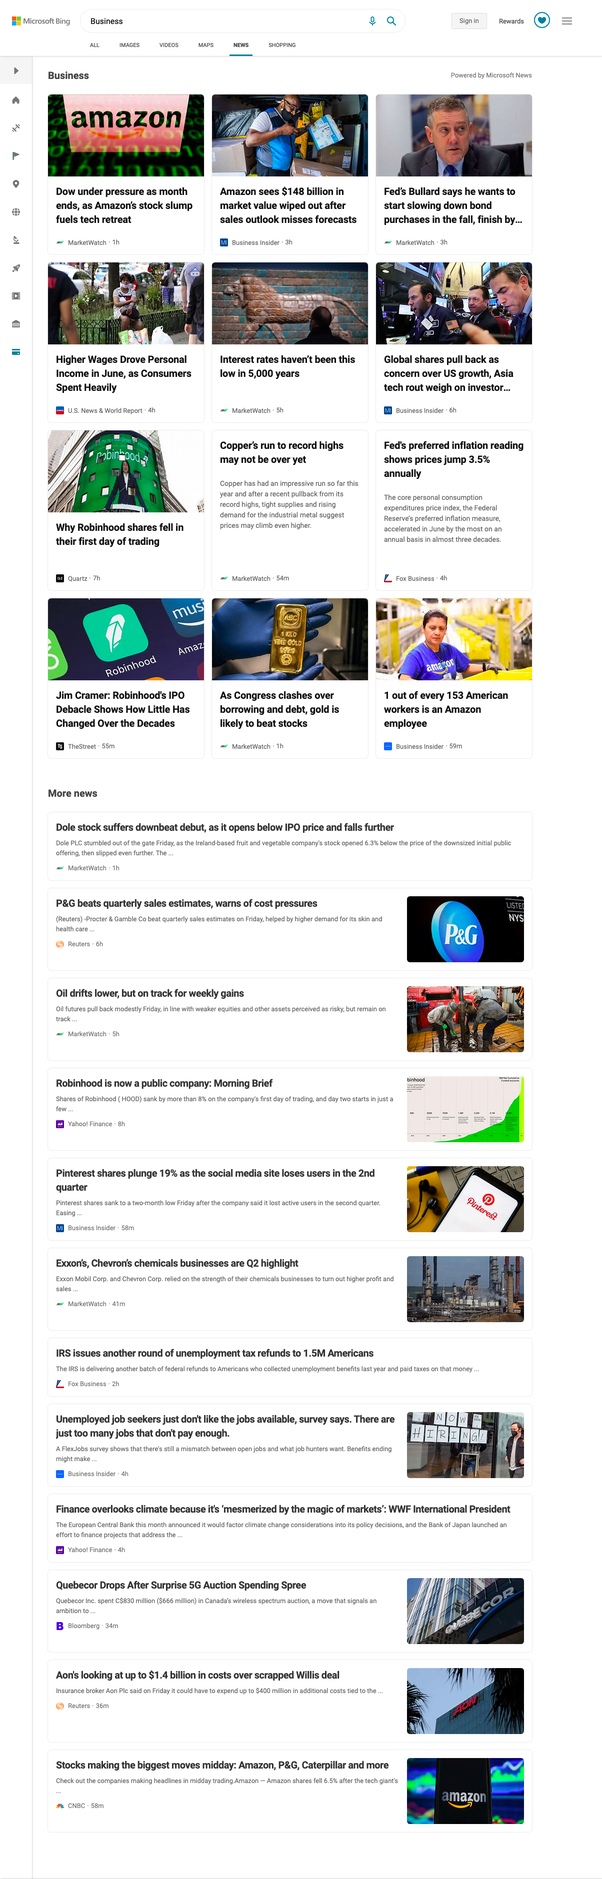 Microsoft Bing
Business
Sign in
Rewards
ALL
IMAGES
VIDEOS
MAPS
NEWS
SHOPPING
Business
Powered by Microsoft News
amazon
Dow under pressure as month
ends, as Amazon's stock slump
fuels tech retreat
MarketWatch · 1h
Amazon sees $148 billion in
market value wiped out after
sales outlook misses forecasts
Business Insider · 3h
Fed's Bullard says he wants to
start slowing down bond
purchases in the fall, finish by...
MarketWatch · 3h
Higher Wages Drove Personal
Income in June, as Consumers
Spent Heavily
U.S. News & World Report · 4h
Interest rates haven't been this
low in 5,000 years
MarketWatch · 5h
Global shares pull back as
concern over US growth, Asia
tech rout weigh on investor...
Business Insider · 6h
Robinhood
Why Robinhood shares fell in
their first day of trading
Quartz · 7h
Copper's run to record highs
may not be over yet
Copper has had an impressive run so far this
year and after a recent pullback from its
record highs, tight supplies and rising
demand for the industrial metal suggest
prices may climb even higher.
MarketWatch · 54m
Fed's preferred inflation reading
shows prices jump 3.5%
annually
The core personal consumption
expenditures price index, the Federal
Reserve's preferred inflation measure,
accelerated in June by the most on an
annual basis in almost three decades.
Fox Business · 4h
mus
Amaz
Robinhood
Jim Cramer: Robinhood's IPO
Debacle Shows How Little Has
Changed Over the Decades
TheStreet · 55m
As Congress clashes over
borrowing and debt, gold is
likely to beat stocks
MarketWatch · 1h
amazon
1 out of every 153 American
workers is an Amazon
employee
Business Insider · 59m
More news
Dole stock suffers downbeat debut, as it opens below IPO price and falls further
Dole PLC stumbled out of the gate Friday, as the Ireland-based fruit and vegetable company's stock opened 6.3% below the price of the downsized initial public
offering, then slipped even further. The ...
MarketWatch · 1h
P&G beats quarterly sales estimates, warns of cost pressures
(Reuters) -Procter & Gamble Co beat quarterly sales estimates on Friday, helped by higher demand for its skin and
health care ...
Reuters · 6h
P&G
LISTE
NYS
Oil drifts lower, but on track for weekly gains
Oil futures pull back modestly Friday, in line with weaker equities and other assets perceived as risky, but remain on
track ...
MarketWatch · 5h
Robinhood is now a public company: Morning Brief
Shares of Robinhood ( HOOD) sank by more than 8% on the company's first day of trading, and day two starts in just a
few ...
Yahoo! Finance · 8h
binhood
Pinterest shares plunge 19% as the social media site loses users in the 2nd
quarter
Pinterest shares sank to a two-month low Friday after the company said it lost active users in the second quarter.
Easing ...
Business Insider · 58m
Pinterest
Exxon's, Chevron's chemicals businesses are Q2 highlight
Exxon Mobil Corp. and Chevron Corp. relied on the strength of their chemicals businesses to turn out higher profit and
sales ...
MarketWatch · 41m
IRS issues another round of unemployment tax refunds to 1.5M Americans
The IRS is delivering another batch of federal refunds to Americans who collected unemployment benefits last year and paid taxes on that money ...
Fox Business · 2h
Unemployed job seekers just don't like the jobs available, survey says. There are
just too many jobs that don't pay enough.
A FlexJobs survey shows that there's still a mismatch between open jobs and what job hunters want. Benefits ending
might make ...
Business Insider · 4h
NOW
HIRING!
Finance overlooks climate because it's 'mesmerized by the magic of markets': WWF International President
The European Central Bank this month announced it would factor climate change considerations into its policy decisions, and the Bank of Japan launched an
effort to finance projects that address the ...
Yahoo! Finance · 4h
Quebecor Drops After Surprise 5G Auction Spending Spree
Quebecor Inc. spent C$830 million ($666 million) in Canada's wireless spectrum auction, a move that signals an
ambition to ...
Bloomberg · 34m
QUEBECOR
Aon's looking at up to $1.4 billion in costs over scrapped Willis deal
Insurance broker Aon Plc said on Friday it could have to expend up to $400 million in additional costs tied to the ...
Reuters · 36m
AON
Stocks making the biggest moves midday: Amazon, P&G, Caterpillar and more
Check out the companies making headlines in midday trading.Amazon — Amazon shares fell 6.5% after the tech giant's
...
CNBC · 58m
amazon